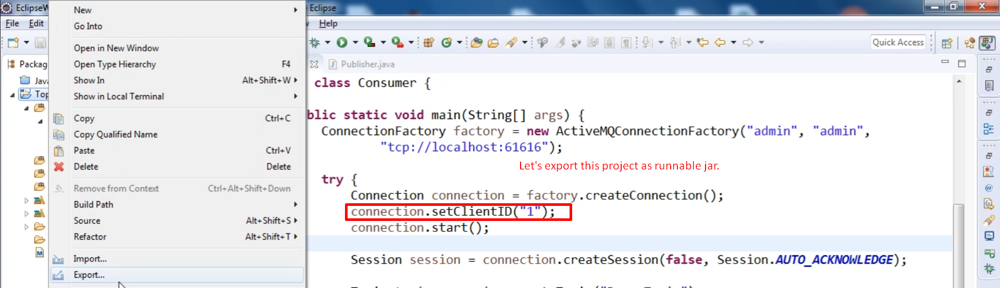 EclipseW
Eclipse
File Edit
Help
Quick Access
New
Go Into
Open in New Window
Open Type Hierarchy F4
Show In Alt+Shift+W
Show in Local Terminal
Copy Ctrl+C
Copy Qualified Name
Paste Ctrl+V
Delete Delete
Remove from Context Ctrl+Alt+Shift+Down
Build Path
Source Alt+Shift+S
Refactor Alt+Shift+T
Import...
Export...
Packag
Java
Top
Publisher.java
class Consumer {
blic static void main(String[] args) {
ConnectionFactory factory = new ActiveMQConnectionFactory("admin", "admin",
"tcp://localhost:61616");
Let's export this project as runnable jar.
try {
Connection connection = factory.createConnection();
connection.setClientID("1");
connection.start();
Session session = connection.createSession(false, Session.AUTO_ACKNOWLEDGE);